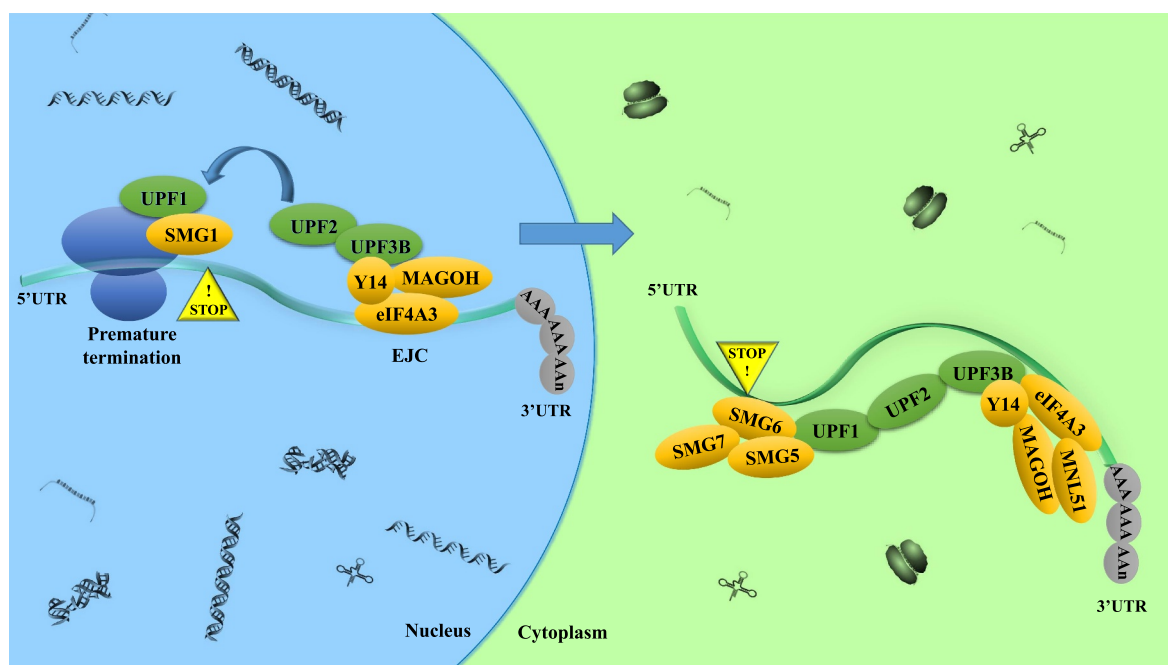 UPF1
SMG1
UPF2
UPF3B
Y14
MAGOH
eIF4A3
5'UTR
!
STOP
Premature
termination
EJC
AAA
AAA
AAn
3'UTR
Nucleus
Cytoplasm
5'UTR
STOP
!
SMG6
SMG7
SMG5
UPF1
UPF2
UPF3B
Y14
eIF4A3
MAGOH
MNL51
AAA
AAA
AAn
3'UTR